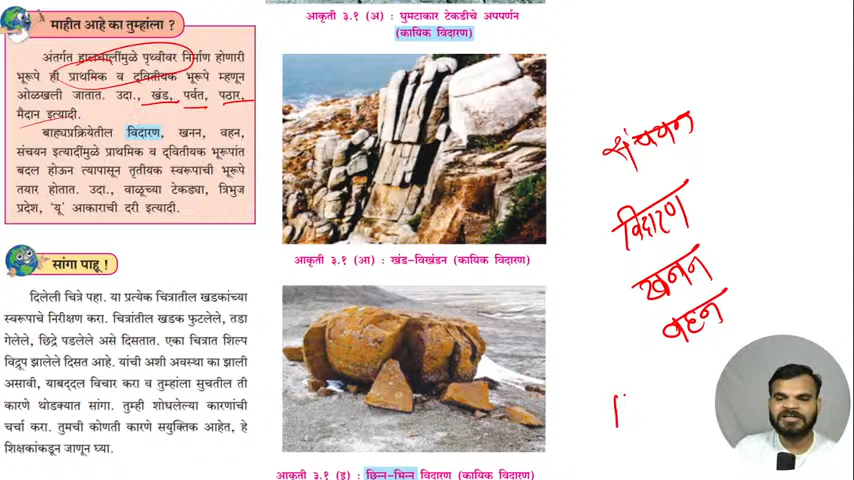 माहीत आहे का तुम्हांला ?
अंतर्गत हालचालींमुळे पृथ्वीवर निर्माण होणारी
भूरूपे ही प्राथमिक व द्‌वितीयक भूरूपे म्हणून
ओळखली जातात. उदा., खंड, पर्वत, पठार,
मैदान इत्यादी.
बाह्यप्रक्रियेतील विदारण, खनन, वहन,
संचयन इत्यादींमुळे प्राथमिक व द्‌वितीयक भूरूपांत
बदल होऊन त्यापासून तृतीयक स्वरूपाची भूरूपे
तयार होतात. उदा., वाळूच्या टेकड्या, त्रिभुज
प्रदेश, 'यू' आकाराची दरी इत्यादी.
सांगा पाहू !
दिलेली चित्रे पहा. या प्रत्येक चित्रातील खडकांच्या
स्वरूपाचे निरीक्षण करा. चित्रांतील खडक फुटलेले, तडा
गेलेले, छिद्रे पडलेले असे दिसतात. एका चित्रात शिल्प
विद्रूप झालेले दिसत आहे. यांची अशी अवस्था का झाली
असावी, याबद्‌दल विचार करा व तुम्हांला सुचतील ती
कारणे थोडक्यात सांगा. तुम्ही शोधलेल्या कारणांची
चर्चा करा. तुमची कोणती कारणे सयुक्तिक आहेत, हे
शिक्षकांकडून जाणून घ्या.
आकृती ३.१ (अ) : घुमटाकार टेकडीचे अपपर्णन
(कायिक विदारण)
आकृती ३.१ (आ) : खंड-विखंडन (कायिक विदारण)
आकृती ३.१ (इ) : छिन्न-भिन्न विदारण (कायिक विदारण)
संचयन
विदारण
खनन
वहन